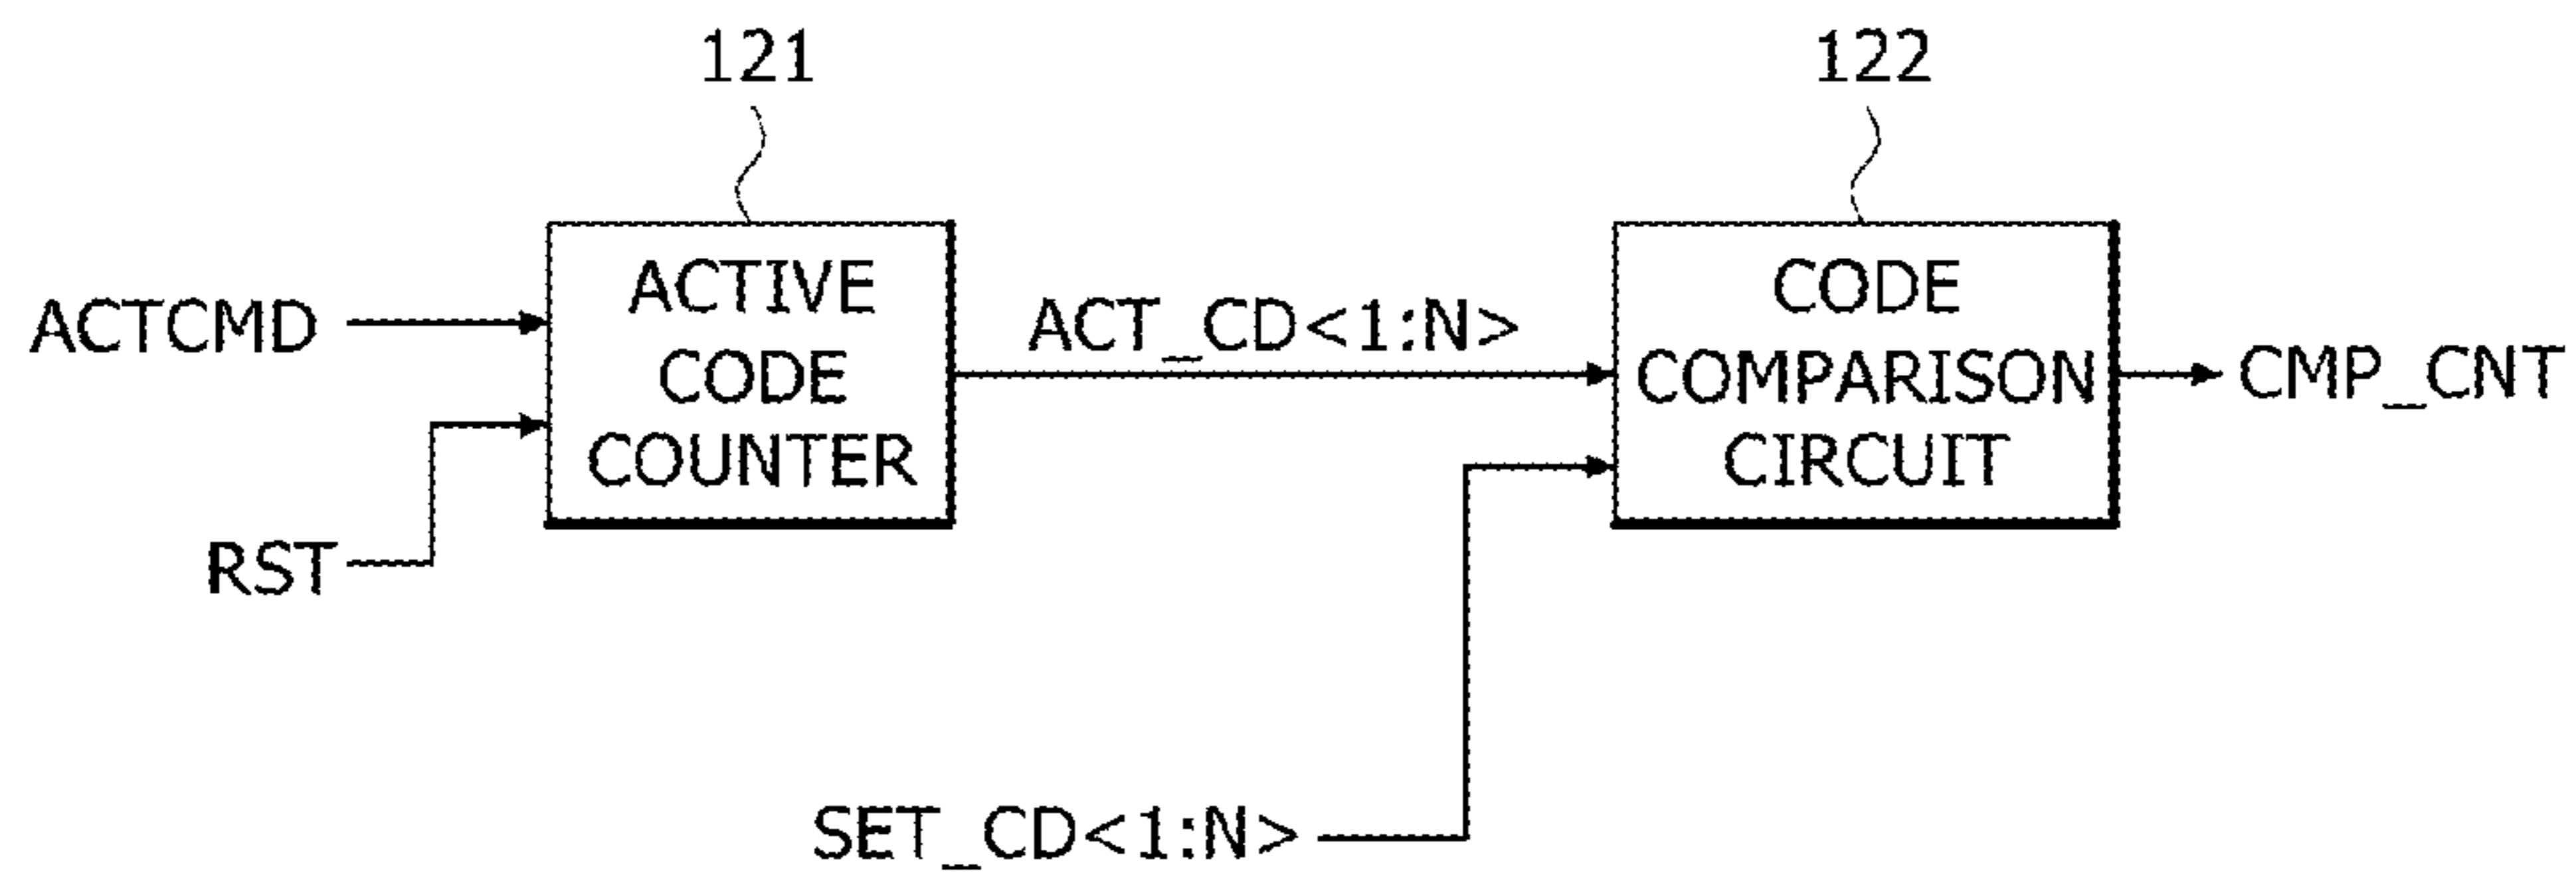 121
122
ACTIVE
CODE
COUNTER
ACTCMD
RST
ACT_CD<1:N>
CODE
COMPARISON
CIRCUIT
CMP_CNT
SET_CD<1:N>